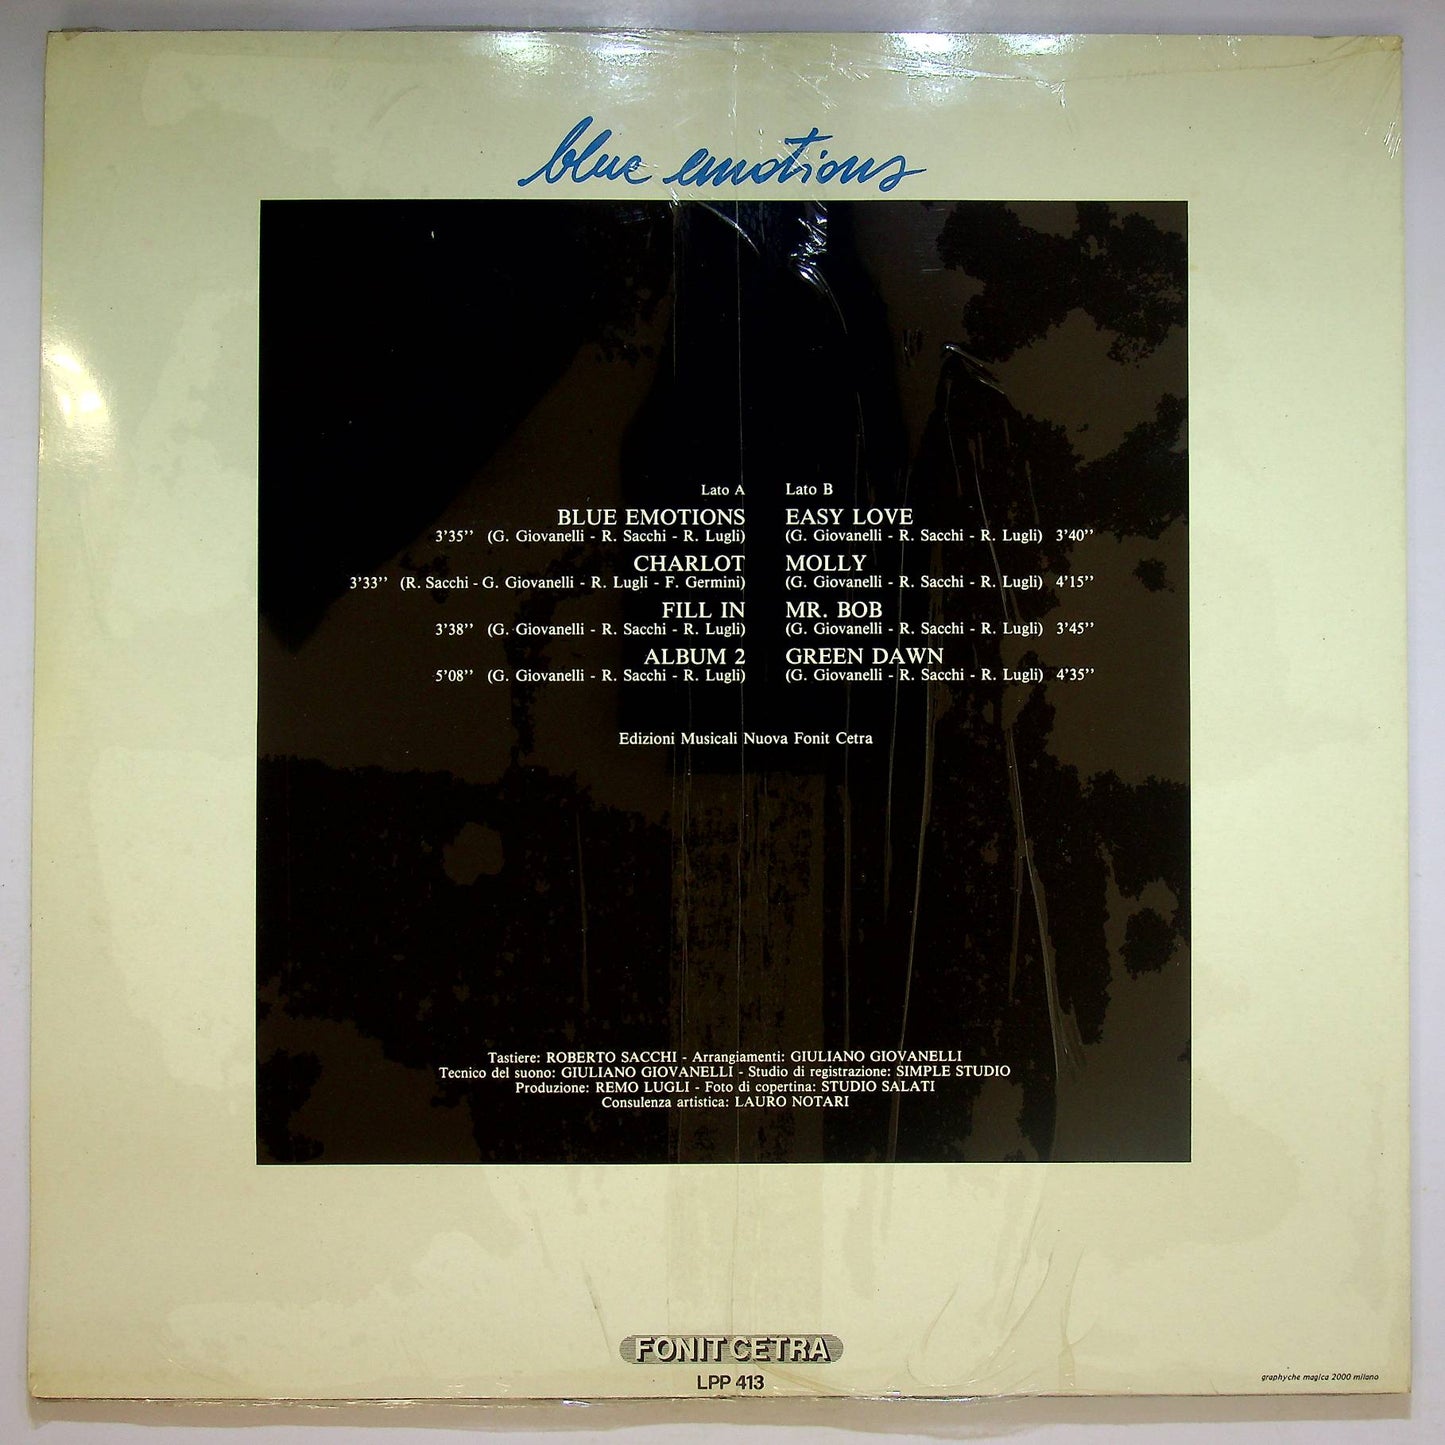 blue emotions
Lato A
BLUE EMOTIONS
3'35'' (G. Giovanelli - R. Sacchi - R. Lugli)
CHARLOT
3'33'' (R. Sacchi - G. Giovanelli - R. Lugli - F. Germini)
FILL IN
3'38'' (G. Giovanelli - R. Sacchi - R. Lugli)
ALBUM 2
5'08'' (G. Giovanelli - R. Sacchi - R. Lugli)
Lato B
EASY LOVE
(G. Giovanelli - R. Sacchi - R. Lugli) 3'40''
MOLLY
(G. Giovanelli - R. Sacchi - R. Lugli) 4'15''
MR. BOB
(G. Giovanelli - R. Sacchi - R. Lugli) 3'45''
GREEN DAWN
(G. Giovanelli - R. Sacchi - R. Lugli) 4'35''
Edizioni Musicali Nuova Fonit Cetra
Tastiere: ROBERTO SACCHI - Arrangiamenti: GIULIANO GIOVANELLI
Tecnico del suono: GIULIANO GIOVANELLI - Studio di registrazione: SIMPLE STUDIO
Produzione: REMO LUGLI - Foto di copertina: STUDIO SALATI
Consulenza artistica: LAURO NOTARI
FONIT CETRA
LPP 413
graphyche magica 2000 milano